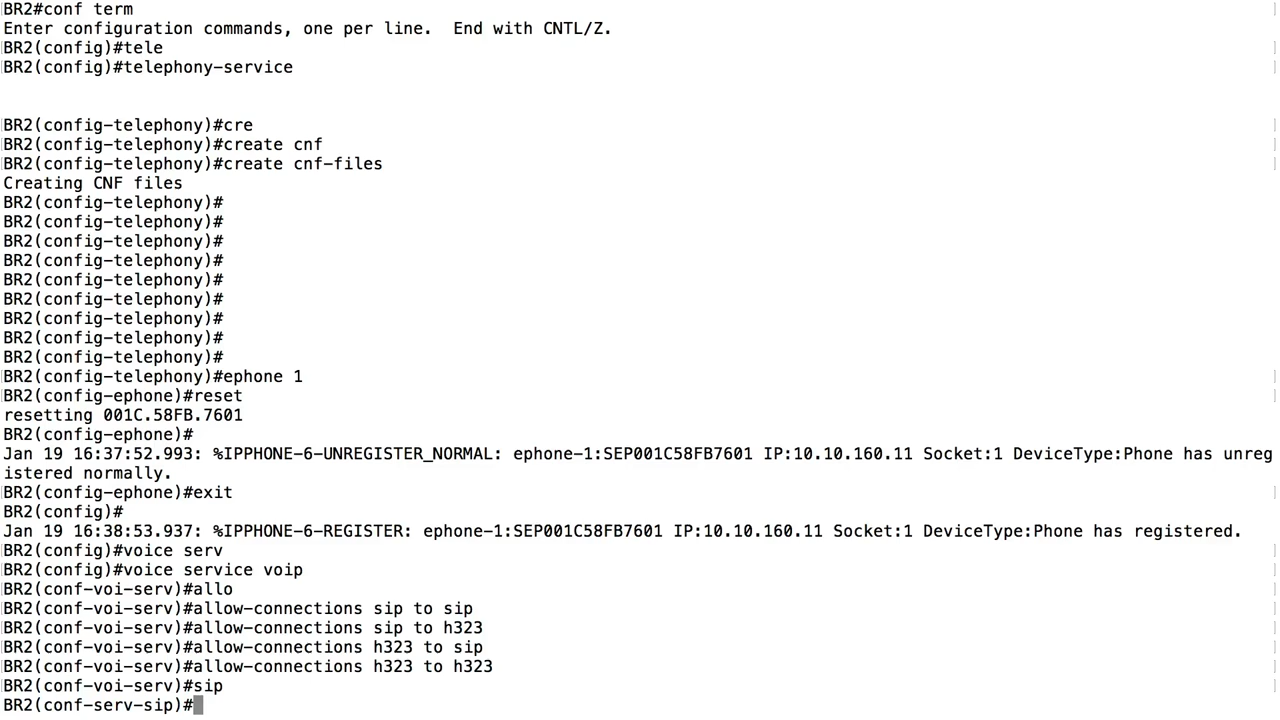 BR2#conf term
Enter configuration commands, one per line.  End with CNTL/Z.
BR2(config)#tele
BR2(config)#telephony-service
BR2(config-telephony)#cre
BR2(config-telephony)#create cnf
BR2(config-telephony)#create cnf-files
Creating CNF files
BR2(config-telephony)#
BR2(config-telephony)#
BR2(config-telephony)#
BR2(config-telephony)#
BR2(config-telephony)#
BR2(config-telephony)#
BR2(config-telephony)#
BR2(config-telephony)#
BR2(config-telephony)#
BR2(config-telephony)#ephone 1
BR2(config-ephone)#reset
resetting 001C.58FB.7601
BR2(config-ephone)#
Jan 19 16:37:52.993: %IPPHONE-6-UNREGISTER_NORMAL: ephone-1:SEP001C58FB7601 IP:10.10.160.11 Socket:1 DeviceType:Phone has unreg
istered normally.
BR2(config-ephone)#exit
BR2(config)#
Jan 19 16:38:53.937: %IPPHONE-6-REGISTER: ephone-1:SEP001C58FB7601 IP:10.10.160.11 Socket:1 DeviceType:Phone has registered.
BR2(config)#voice serv
BR2(config)#voice service voip
BR2(conf-voi-serv)#allo
BR2(conf-voi-serv)#allow-connections sip to sip
BR2(conf-voi-serv)#allow-connections sip to h323
BR2(conf-voi-serv)#allow-connections h323 to sip
BR2(conf-voi-serv)#allow-connections h323 to h323
BR2(conf-voi-serv)#sip
BR2(conf-serv-sip)#